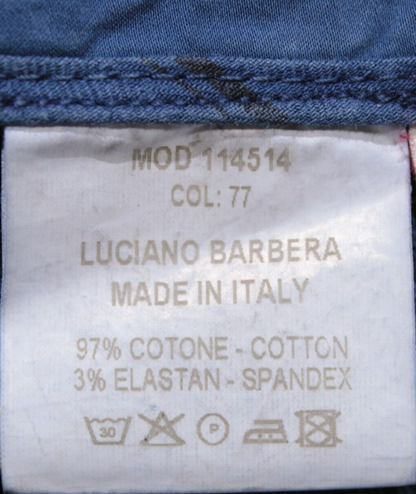 MOD 114514
COL: 77
LUCIANO BARBERA
MADE IN ITALY
97% COTONE - COTTON
3% ELASTAN - SPANDEX
30 P